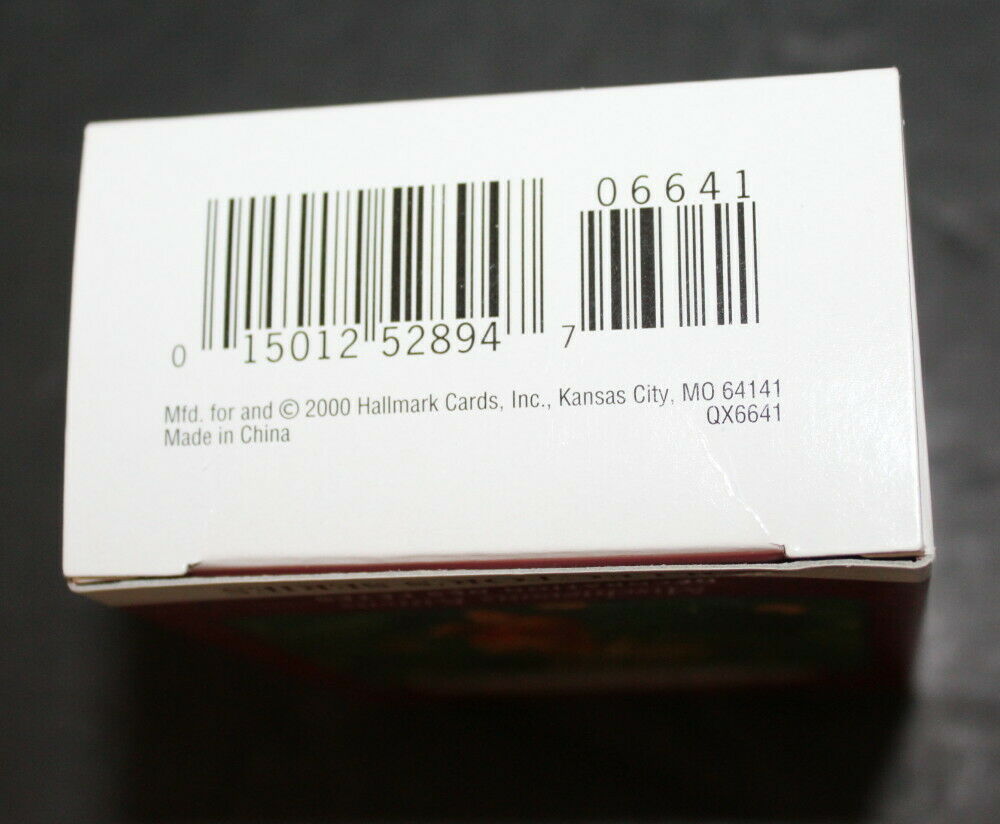 06641
0 15012 52894 7
Mfd. for and © 2000 Hallmark Cards, Inc., Kansas City, MO 64141
QX6641
Made in China